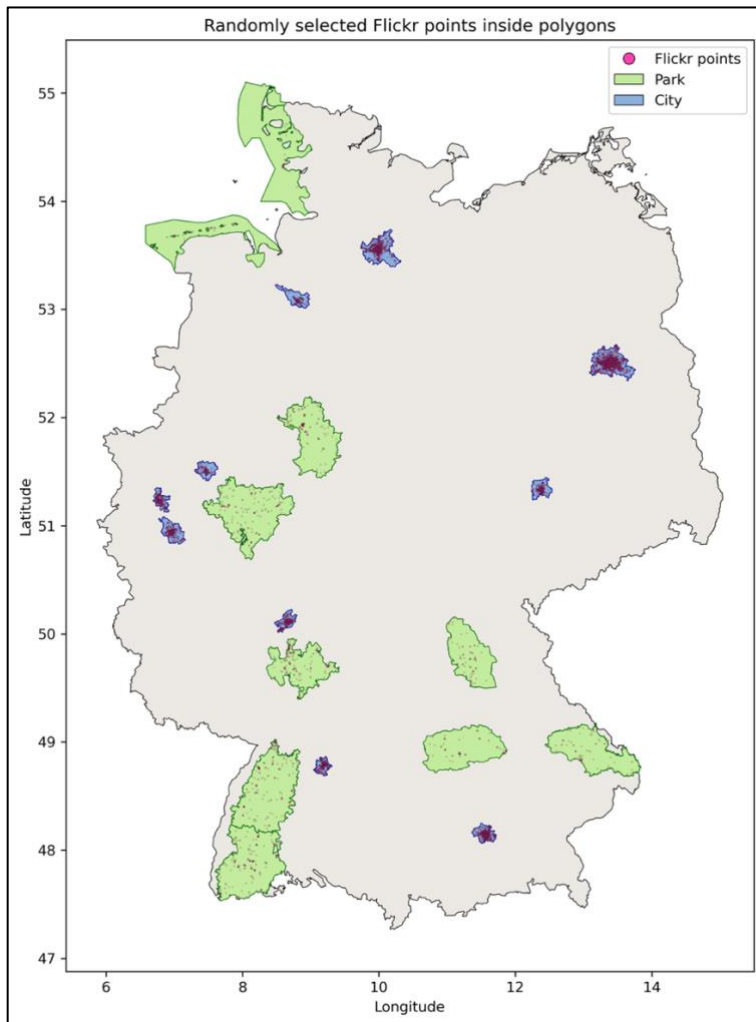 Randomly selected Flickr points inside polygons
Flickr points
Park
City
55
54
53
52
51
50
49
48
47
Latitude
6 8 10 12 14
Longitude